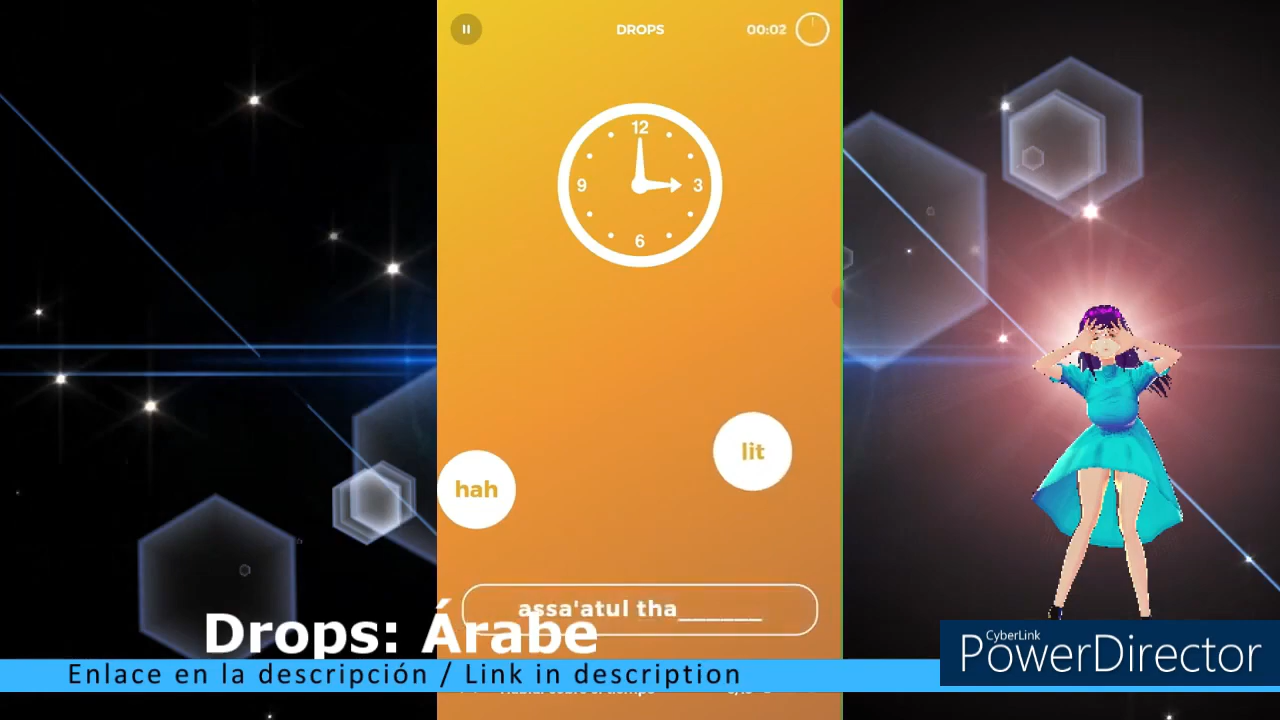 DROPS
00:02
12
9
3
6
lit
hah
assa'atul tha______
Drops: Árabe
Enlace en la descripción / Link in description
CyberLink
PowerDirector